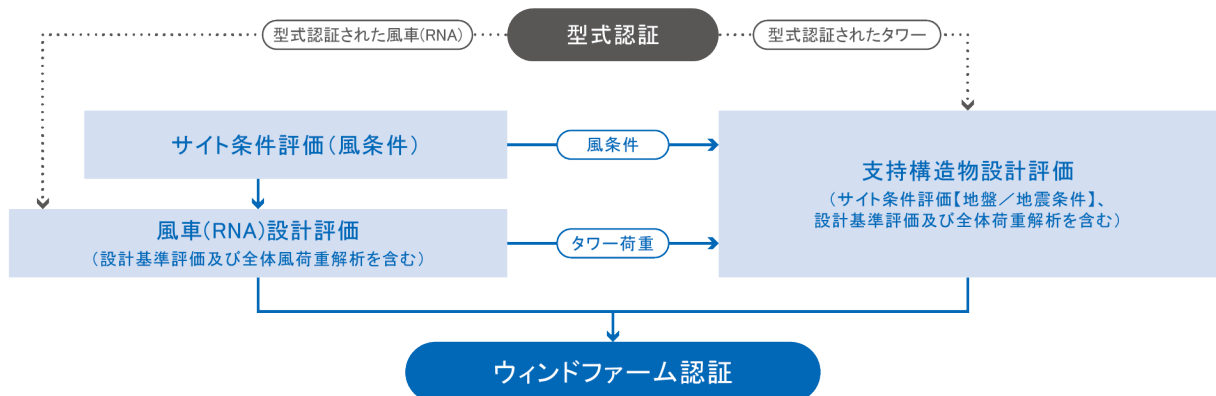 型式認証された風車(RNA)
型式認証
型式認証されたタワー
サイト条件評価(風条件)
風条件
支持構造物設計評価
(サイト条件評価【地盤／地震条件】、
設計基準評価及び全体荷重解析を含む)
風車(RNA)設計評価
(設計基準評価及び全体風荷重解析を含む)
タワー荷重
ウィンドファーム認証